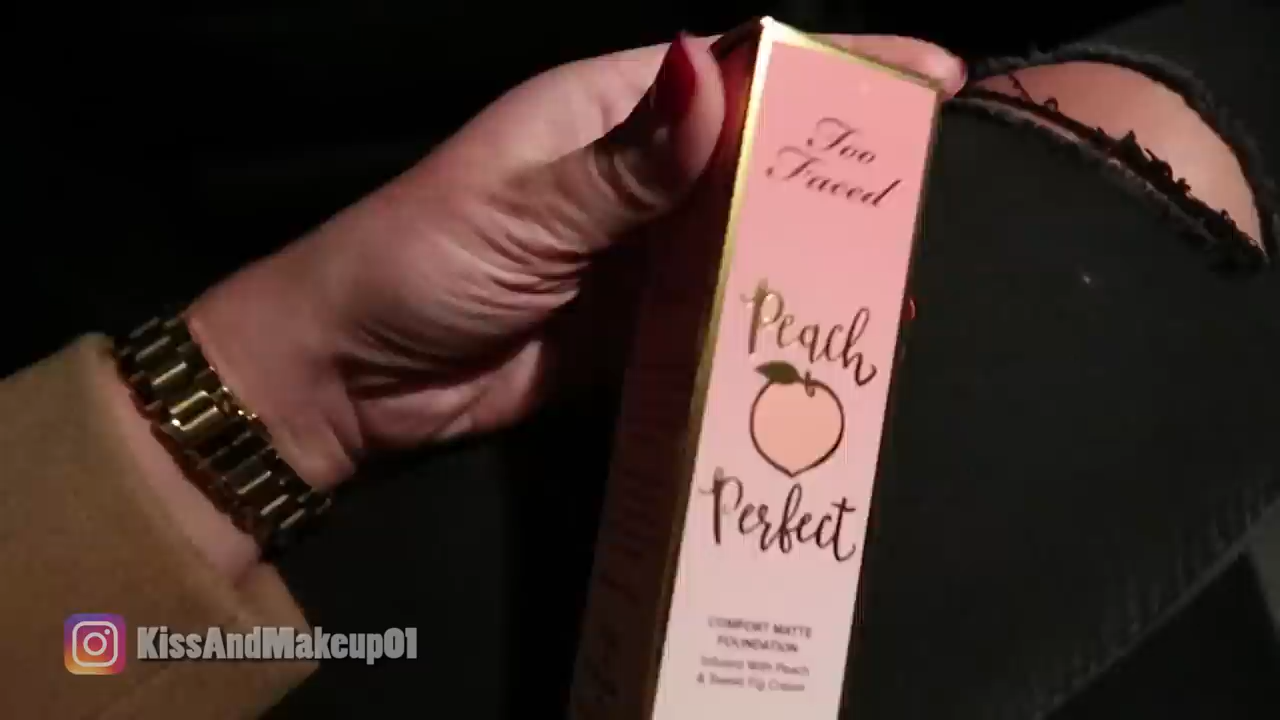 Too
Faced
Peach
Perfect
COMFORT MATTE
FOUNDATION
Infused With Peach
& Sweet Fig Cream
KissAndMakeup01